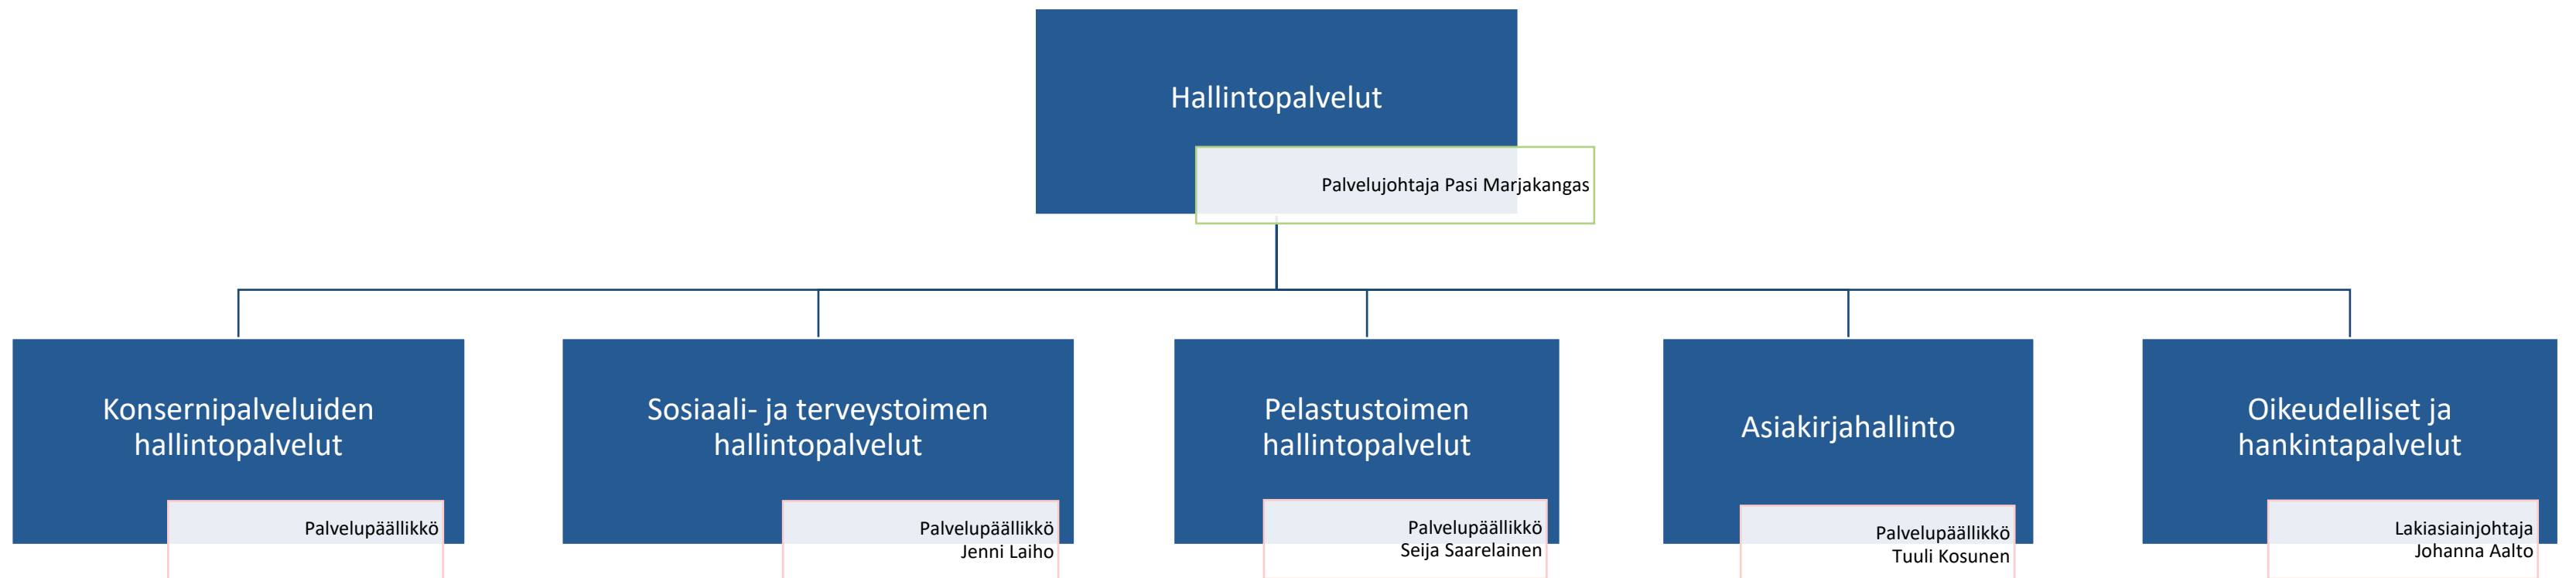 Hallintopalvelut
Palvelujohtaja Pasi Marjakangas
Konsernipalveluiden
hallintopalvelut
Palvelupäällikkö
Sosiaali- ja terveystoimen
hallintopalvelut
Palvelupäällikkö
Jenni Laiho
Pelastustoimen
hallintopalvelut
Palvelupäällikkö
Seija Saarelainen
Asiakirjahallinto
Palvelupäällikkö
Tuuli Kosunen
Oikeudelliset ja
hankintapalvelut
Lakiasiainjohtaja
Johanna Aalto